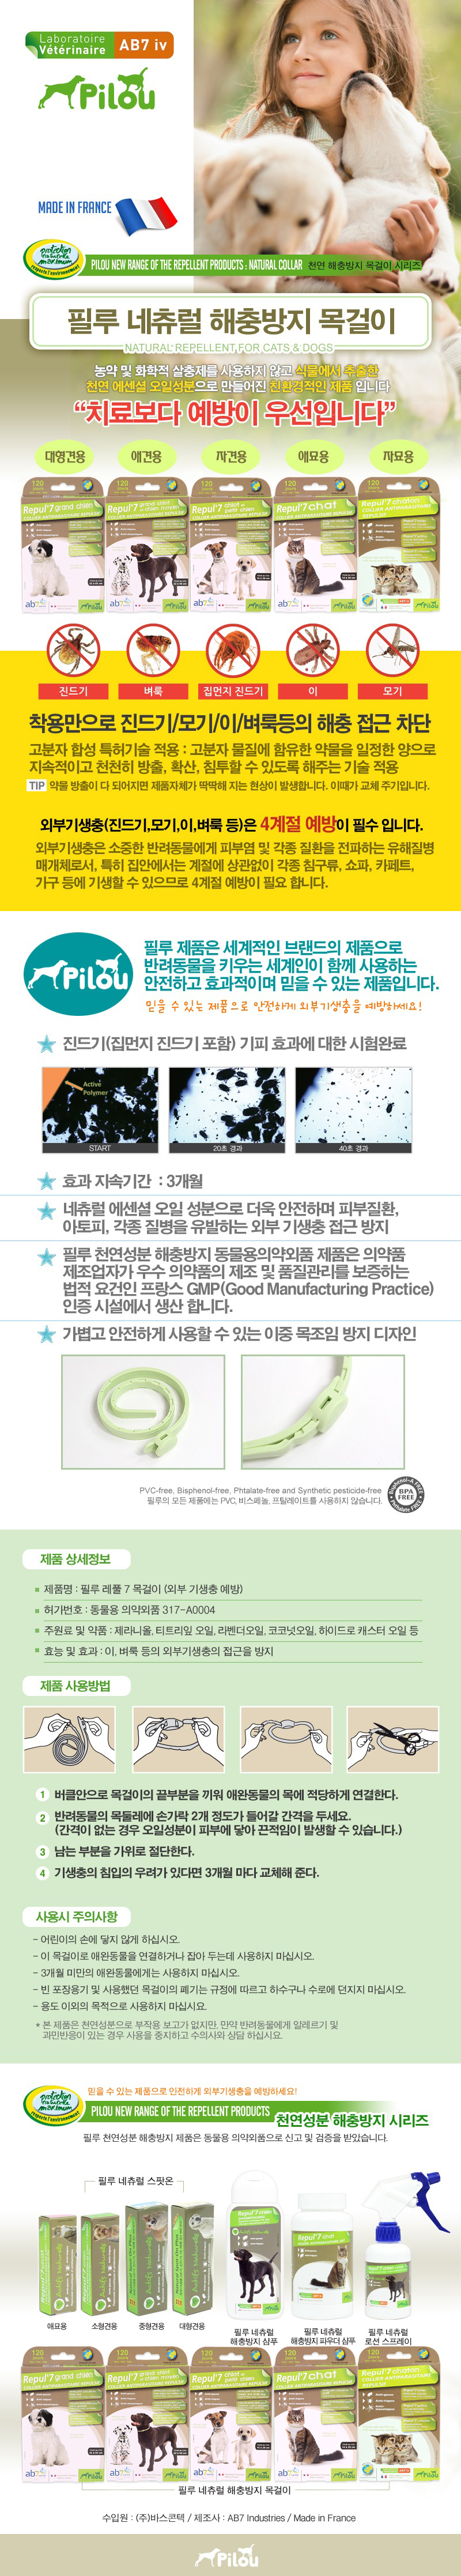 Laboratoire
Vétérinaire AB7 iv
Pilou
MADE IN FRANCE
PILOU NEW RANGE OF THE REPELLENT PRODUCTS : NATURAL COLLAR 천연 해충방지 목걸이 시리즈
필루 네츄럴 해충방지 목걸이
NATURAL REPELLENT FOR CATS & DOGS
농약 및 화학적 살충제를 사용하지 않고 식물에서 추출한
천연 에센셜 오일성분으로 만들어진 친환경적인 제품 입니다
“치료보다 예방이 우선입니다”
대형견용 애견용 자견용 애묘용 자묘용
진드기 벼룩 집먼지 진드기 이 모기
착용만으로 진드기/모기/이/벼룩등의 해충 접근 차단
고분자 합성 특허기술 적용 : 고분자 물질에 함유한 약물을 일정한 양으로
지속적이고 천천히 방출, 확산, 침투할 수 있도록 해주는 기술 적용
TIP 약물 방출이 다 되어지면 제품자체가 딱딱해 지는 현상이 발생합니다. 이때가 교체 주기입니다.
외부기생충(진드기,모기,이,벼룩 등)은 4계절 예방이 필수 입니다.
외부기생충은 소중한 반려동물에게 피부염 및 각종 질환을 전파하는 유해질병
매개체로서, 특히 집안에서는 계절에 상관없이 각종 침구류, 소파, 카페트,
가구 등에 기생할 수 있으므로 4계절 예방이 필요 합니다.
Pilou
필루 제품은 세계적인 브랜드의 제품으로
반려동물을 키우는 세계인이 함께 사용하는
안전하고 효과적이며 믿을 수 있는 제품입니다.
믿을 수 있는 제품으로 안전하게 외부기생충을 예방하세요!
진드기(집먼지 진드기 포함) 기피 효과에 대한 시험완료
Active
Polymer
START 20초 경과 40초 경과
효과 지속기간 : 3개월
네츄럴 에센셜 오일 성분으로 더욱 안전하며 피부질환,
아토피, 각종 질병을 유발하는 외부 기생충 접근 방지
필루 천연성분 해충방지 동물용의약외품 제품은 의약품
제조업자가 우수 의약품의 제조 및 품질관리를 보증하는
법적 요건인 프랑스 GMP(Good Manufacturing Practice)
인증 시설에서 생산 합니다.
가볍고 안전하게 사용할 수 있는 이중 목조임 방지 디자인
PVC-free, Bisphenol-free, Phtalate-free and Synthetic pesticide-free
필루의 모든 제품에는 PVC, 비스페놀, 프탈레이트를 사용하지 않습니다.
BPA
FREE
제품 상세정보
제품명 : 필루 레풀 7 목걸이 (외부 기생충 예방)
허가번호 : 동물용 의약외품 317-A0004
주원료 및 약품 : 제라니올, 티트리잎 오일, 라벤더오일, 코코넛오일, 하이드로 캐스터 오일 등
효능 및 효과 : 이, 벼룩 등의 외부기생충의 접근을 방지
제품 사용방법
1 버클안으로 목걸이의 끝부분을 끼워 애완동물의 목에 적당하게 연결한다.
2 반려동물의 목둘레에 손가락 2개 정도가 들어갈 간격을 두세요.
(간격이 없는 경우 오일성분이 피부에 닿아 끈적임이 발생할 수 있습니다.)
3 남는 부분을 가위로 절단한다.
4 기생충의 침입의 우려가 있다면 3개월 마다 교체해 준다.
사용시 주의사항
- 어린이의 손에 닿지 않게 하십시오.
- 이 목걸이로 애완동물을 연결하거나 잡아 두는데 사용하지 마십시오.
- 3개월 미만의 애완동물에게는 사용하지 마십시오.
- 빈 포장용기 및 사용했던 목걸이의 폐기는 규정에 따르고 하수구나 수로에 던지지 마십시오.
- 용도 이외의 목적으로 사용하지 마십시오.
* 본 제품은 천연성분으로 부작용 보고가 없지만, 만약 반려동물에게 알레르기 및
과민반응이 있는 경우 사용을 중지하고 수의사와 상담 하십시요.
믿을 수 있는 제품으로 안전하게 외부기생충을 예방하세요!
PILOU NEW RANGE OF THE REPELLENT PRODUCTS 천연성분 해충방지 시리즈
필루 천연성분 해충방지 제품은 동물용 의약외품으로 신고 및 검증을 받았습니다.
필루 네츄럴 스팟온
애묘용 소형견용 중형견용 대형견용
필루 네츄럴
해충방지 샴푸
필루 네츄럴
해충방지 파우더 샴푸
필루 네츄럴
로션 스프레이
필루 네츄럴 해충방지 목걸이
수입원 : (주)바스콘텍 / 제조사 : AB7 Industries / Made in France
Pilou